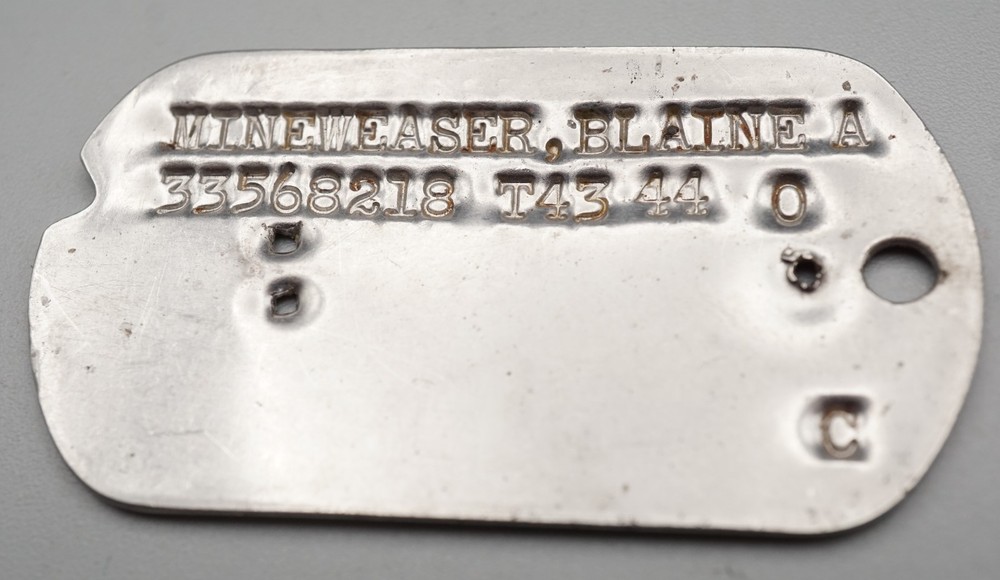 MINEWEASER,BLAINE A
33568218 T43 44 O
C